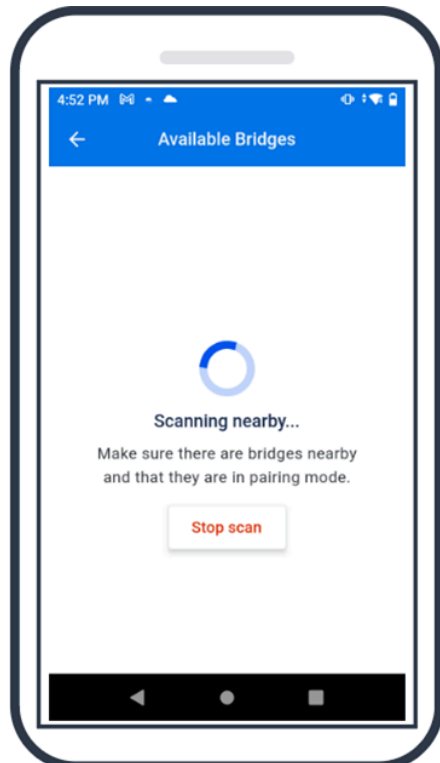 4:52 PM
Available Bridges
Scanning nearby...
Make sure there are bridges nearby
and that they are in pairing mode.
Stop scan